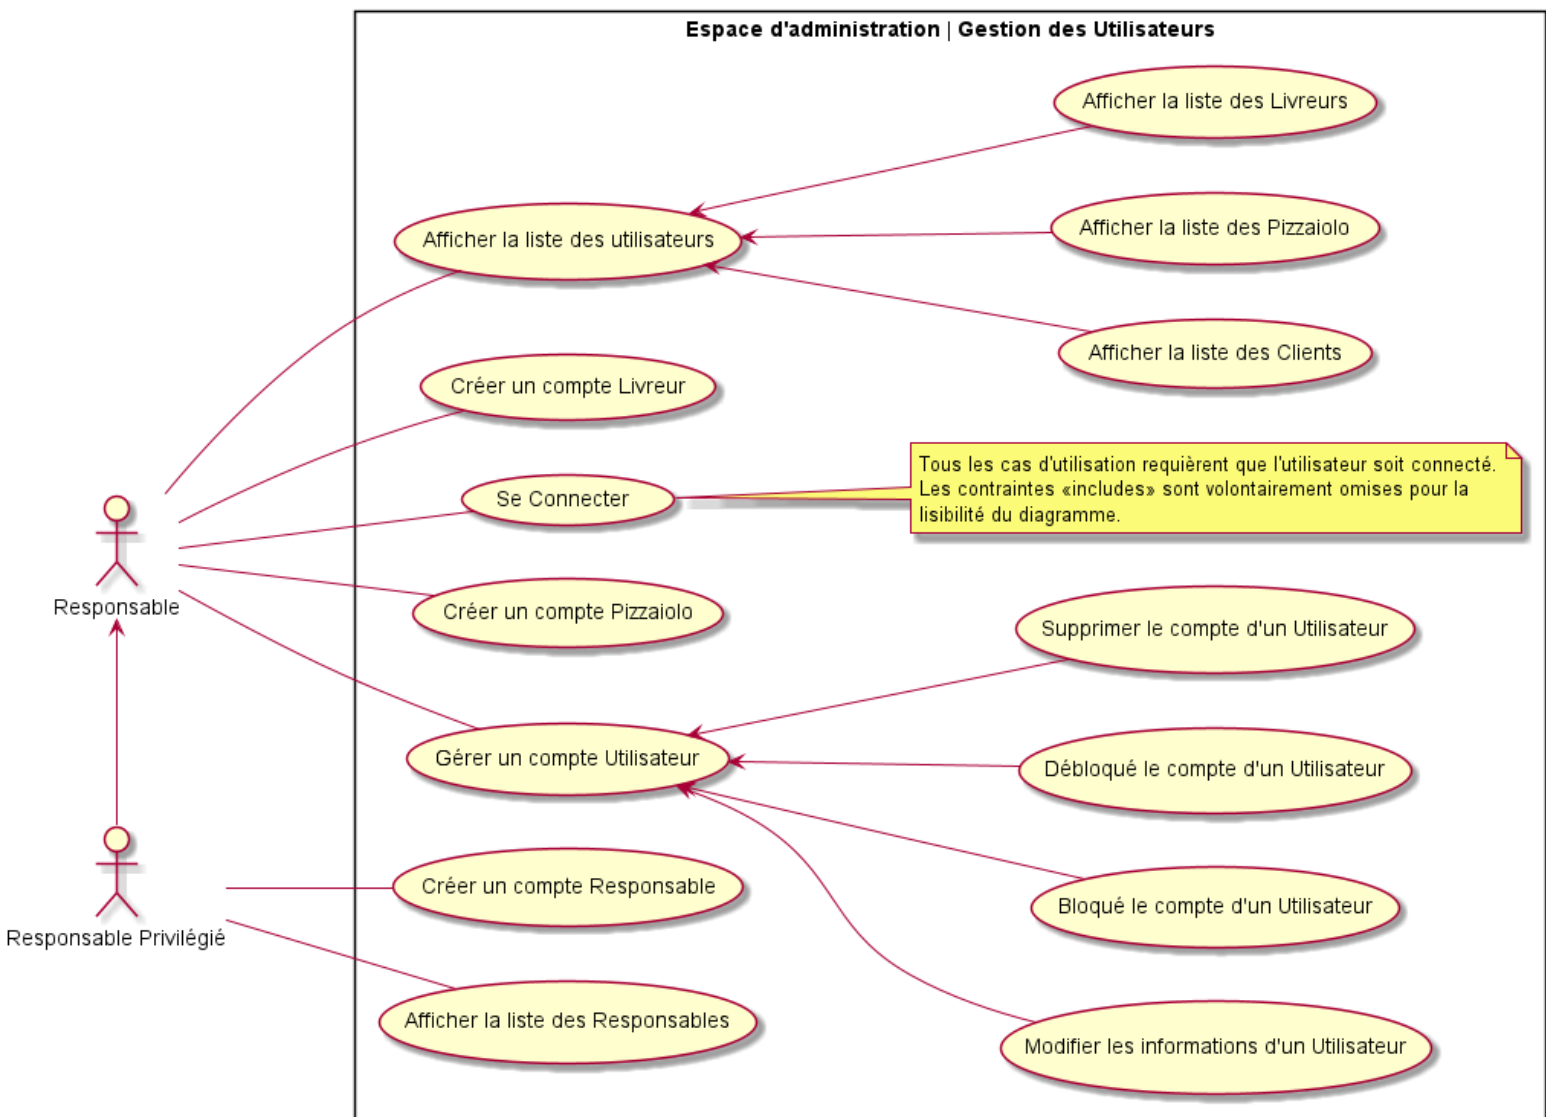 Espace d'administration | Gestion des Utilisateurs
Afficher la liste des Livreurs
Afficher la liste des utilisateurs
Afficher la liste des Pizzaiolo
Afficher la liste des Clients
Créer un compte Livreur
Se Connecter
Tous les cas d'utilisation requièrent que l'utilisateur soit connecté.
Les contraintes «includes» sont volontairement omises pour la
lisibilité du diagramme.
Responsable
Créer un compte Pizzaiolo
Supprimer le compte d'un Utilisateur
Gérer un compte Utilisateur
Débloqué le compte d'un Utilisateur
Créer un compte Responsable
Bloqué le compte d'un Utilisateur
Responsable Privilégié
Afficher la liste des Responsables
Modifier les informations d'un Utilisateur